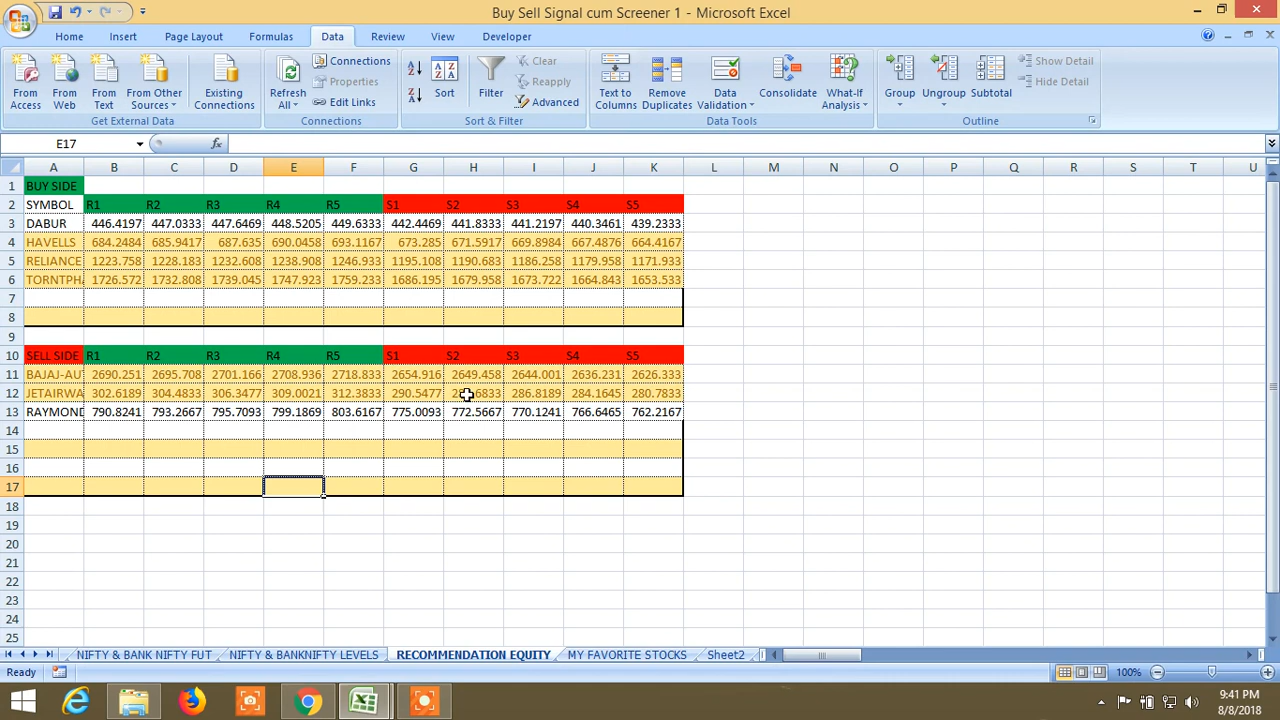 Buy Sell Signal cum Screener 1 - Microsoft Excel
Home Insert Page Layout Formulas Data Review View Developer
From Access
From Web
From Text
From Other Sources
Existing Connections
Get External Data
Refresh All
Connections
Properties
Edit Links
Connections
Sort
Filter
Clear
Reapply
Advanced
Sort & Filter
Text to Columns
Remove Duplicates
Data Validation
Consolidate
What-If Analysis
Data Tools
Group
Ungroup
Subtotal
Show Detail
Hide Detail
Outline
E17 fx
A B C D E F G H I J K L M N O P Q R S T U
1 BUY SIDE
2 SYMBOL R1 R2 R3 R4 R5 S1 S2 S3 S4 S5
3 DABUR 446.4197 447.0333 447.6469 448.5205 449.6333 442.4469 441.8333 441.2197 440.3461 439.2333
4 HAVELLS 684.2484 685.9417 687.635 690.0458 693.1167 673.285 671.5917 669.8984 667.4876 664.4167
5 RELIANCE 1223.758 1228.183 1232.608 1238.908 1246.933 1195.108 1190.683 1186.258 1179.958 1171.933
6 TORNTPH 1726.572 1732.808 1739.045 1747.923 1759.233 1686.195 1679.958 1673.722 1664.843 1653.533
7
8
9
10 SELL SIDE R1 R2 R3 R4 R5 S1 S2 S3 S4 S5
11 BAJAJ-AU 2690.251 2695.708 2701.166 2708.936 2718.833 2654.916 2649.458 2644.001 2636.231 2626.333
12 JETAIRWA 302.6189 304.4833 306.3477 309.0021 312.3833 290.5477 286.8189 284.1645 280.7833
13 RAYMOND 790.8241 793.2667 795.7093 799.1869 803.6167 775.0093 772.5667 770.1241 766.6465 762.2167
14
15
16
17
18
19
20
21
22
23
24
25
NIFTY & BANK NIFTY FUT NIFTY & BANKNIFTY LEVELS RECOMMENDATION EQUITY MY FAVORITE STOCKS Sheet2
Ready 100%
9:41 PM
8/8/2018